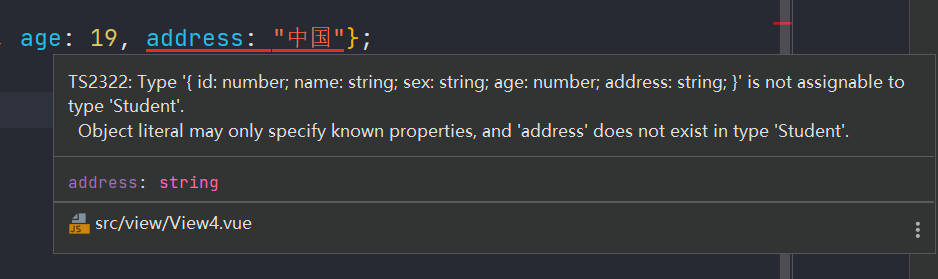 age: 19, address: "中国"};
TS2322: Type '{ id: number; name: string; sex: string; age: number; address: string; }' is not assignable to
type 'Student'.
Object literal may only specify known properties, and 'address' does not exist in type 'Student'.
address: string
JS src/view/View4.vue